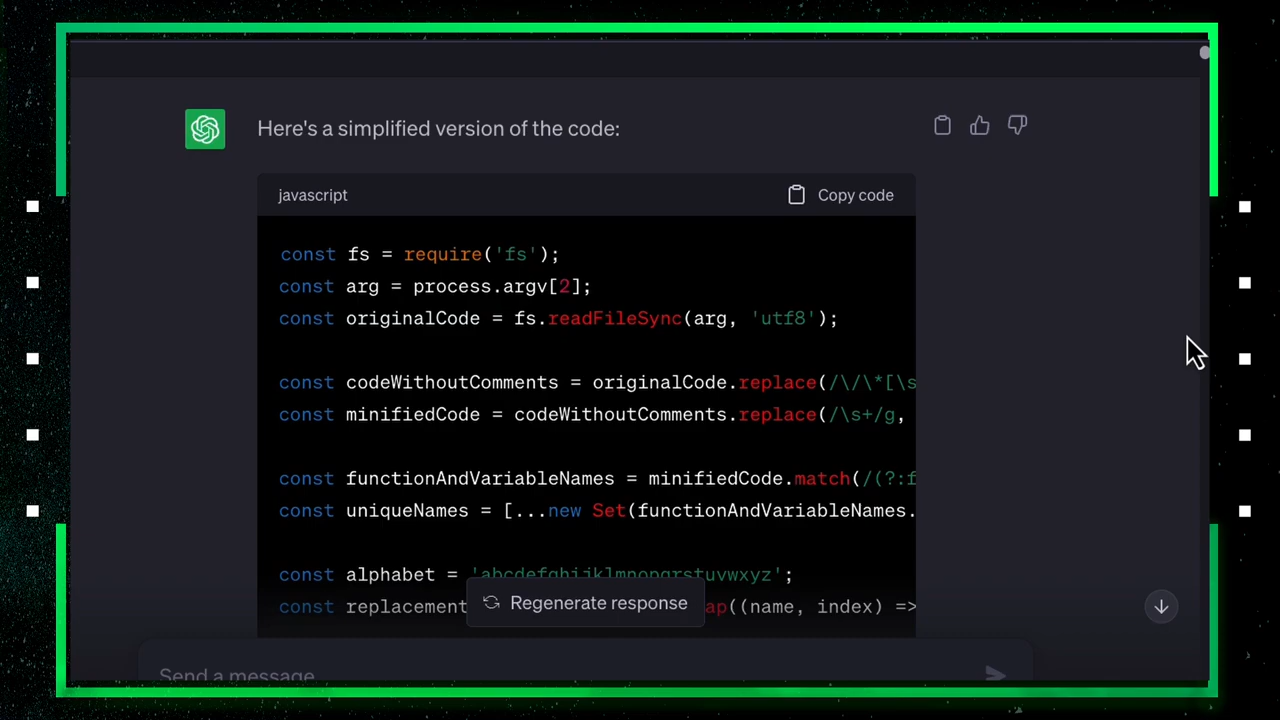 Here's a simplified version of the code:
javascript
Copy code
const fs = require('fs');
const arg = process.argv[2];
const originalCode = fs.readFileSync(arg, 'utf8');
const codeWithoutComments = originalCode.replace(/\/\*[\s
const minifiedCode = codeWithoutComments.replace(/\s+/g,
const functionAndVariableNames = minifiedCode.match(/(?:f
const uniqueNames = [...new Set(functionAndVariableNames.
const alphabet = 'abcdefghijklmnopqrstuvwxyz';
const replacement ap((name, index) =>
Regenerate response
Send a message